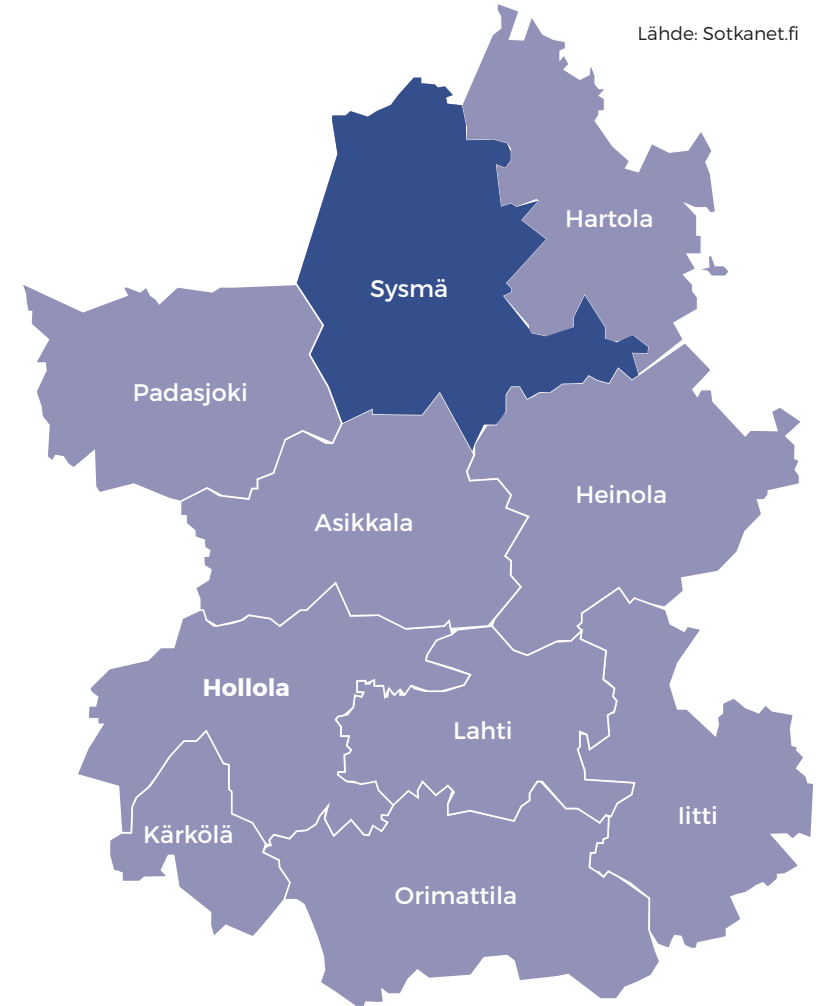 Lähde: Sotkanet.fi
Hartola
Sysmä
Padasjoki
Heinola
Asikkala
Hollola
Lahti
Iitti
Kärkölä
Orimattila